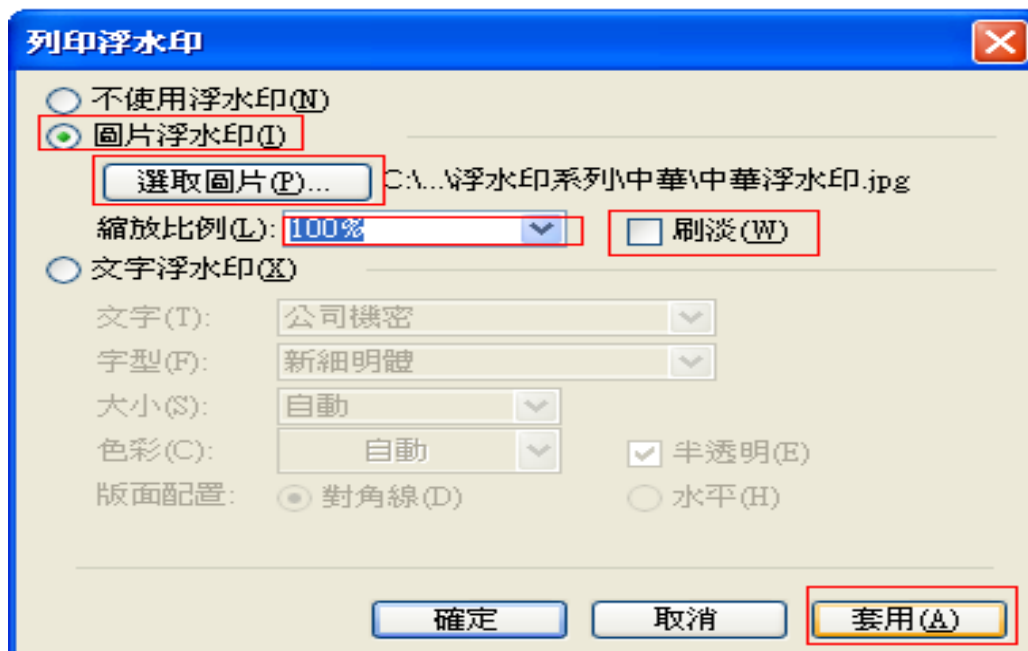 列印浮水印
不使用浮水印(N)
圖片浮水印(I)
選取圖片(P)... C:\...\浮水印系列\中華\中華浮水印.jpg
縮放比例(L): 100% 刷淡(W)
文字浮水印(X)
文字(T): 公司機密
字型(F): 新細明體
大小(S): 自動
色彩(C): 自動 半透明(E)
版面配置: 對角線(D) 水平(H)
確定 取消 套用(A)